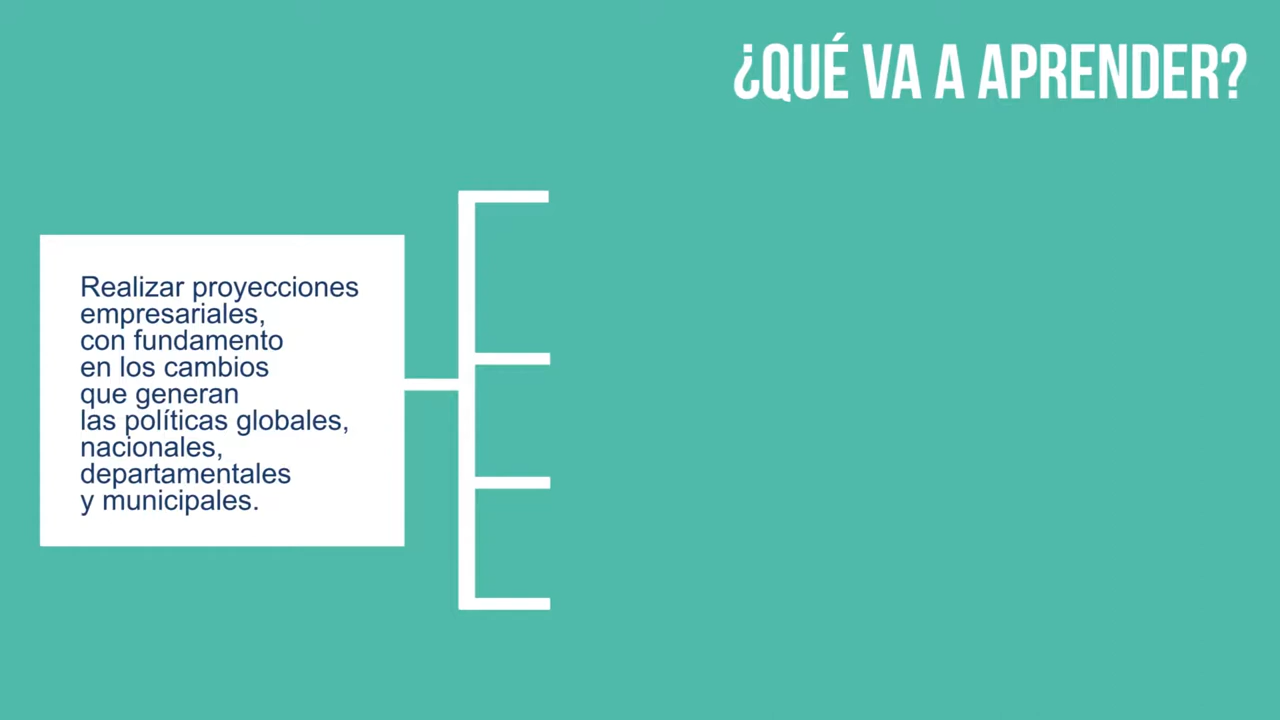 ¿QUÉ VA A APRENDER?
Realizar proyecciones
empresariales,
con fundamento
en los cambios
que generan
las políticas globales,
nacionales,
departamentales
y municipales.